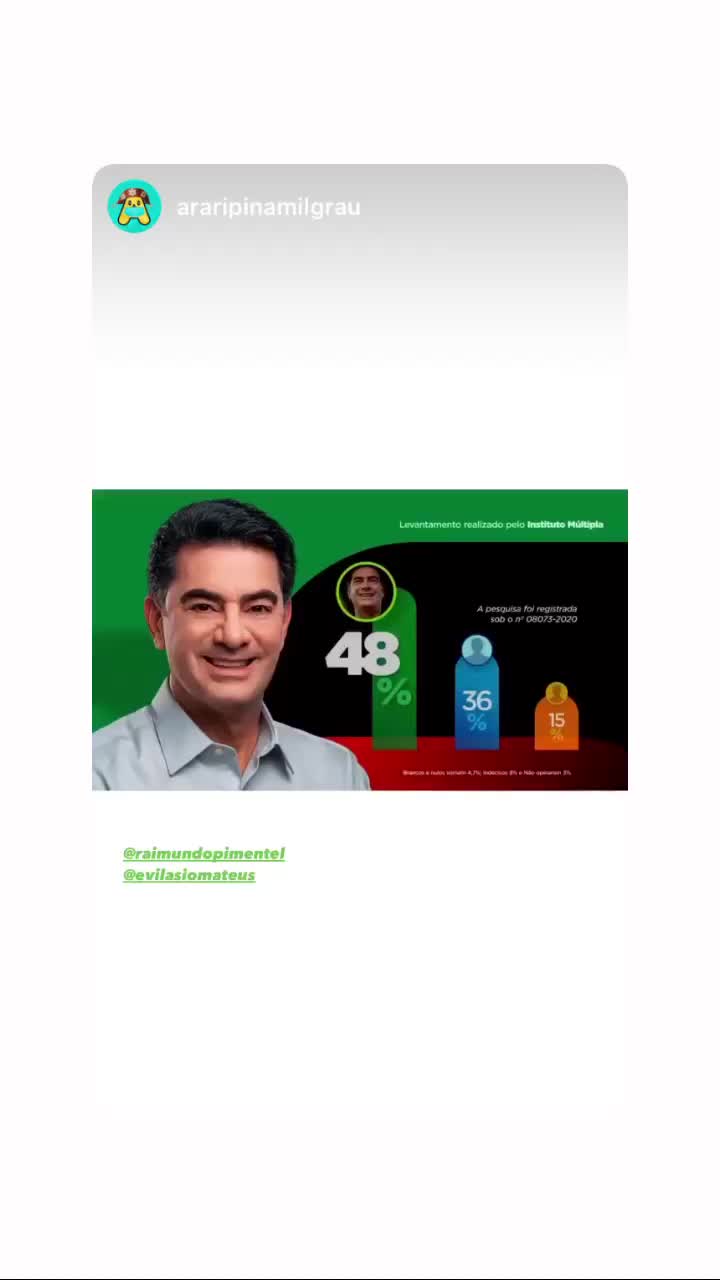 araripinamilgrau
Levantamento realizado pelo Instituto Múltipla
A pesquisa foi registrada
sob o nº 08073-2020
48
%
36
%
15
%
Brancos e nulos somam 4,7%; Indecisos 8% e Não opinaram 3%
@raimundopimentel
@evilasiomateus